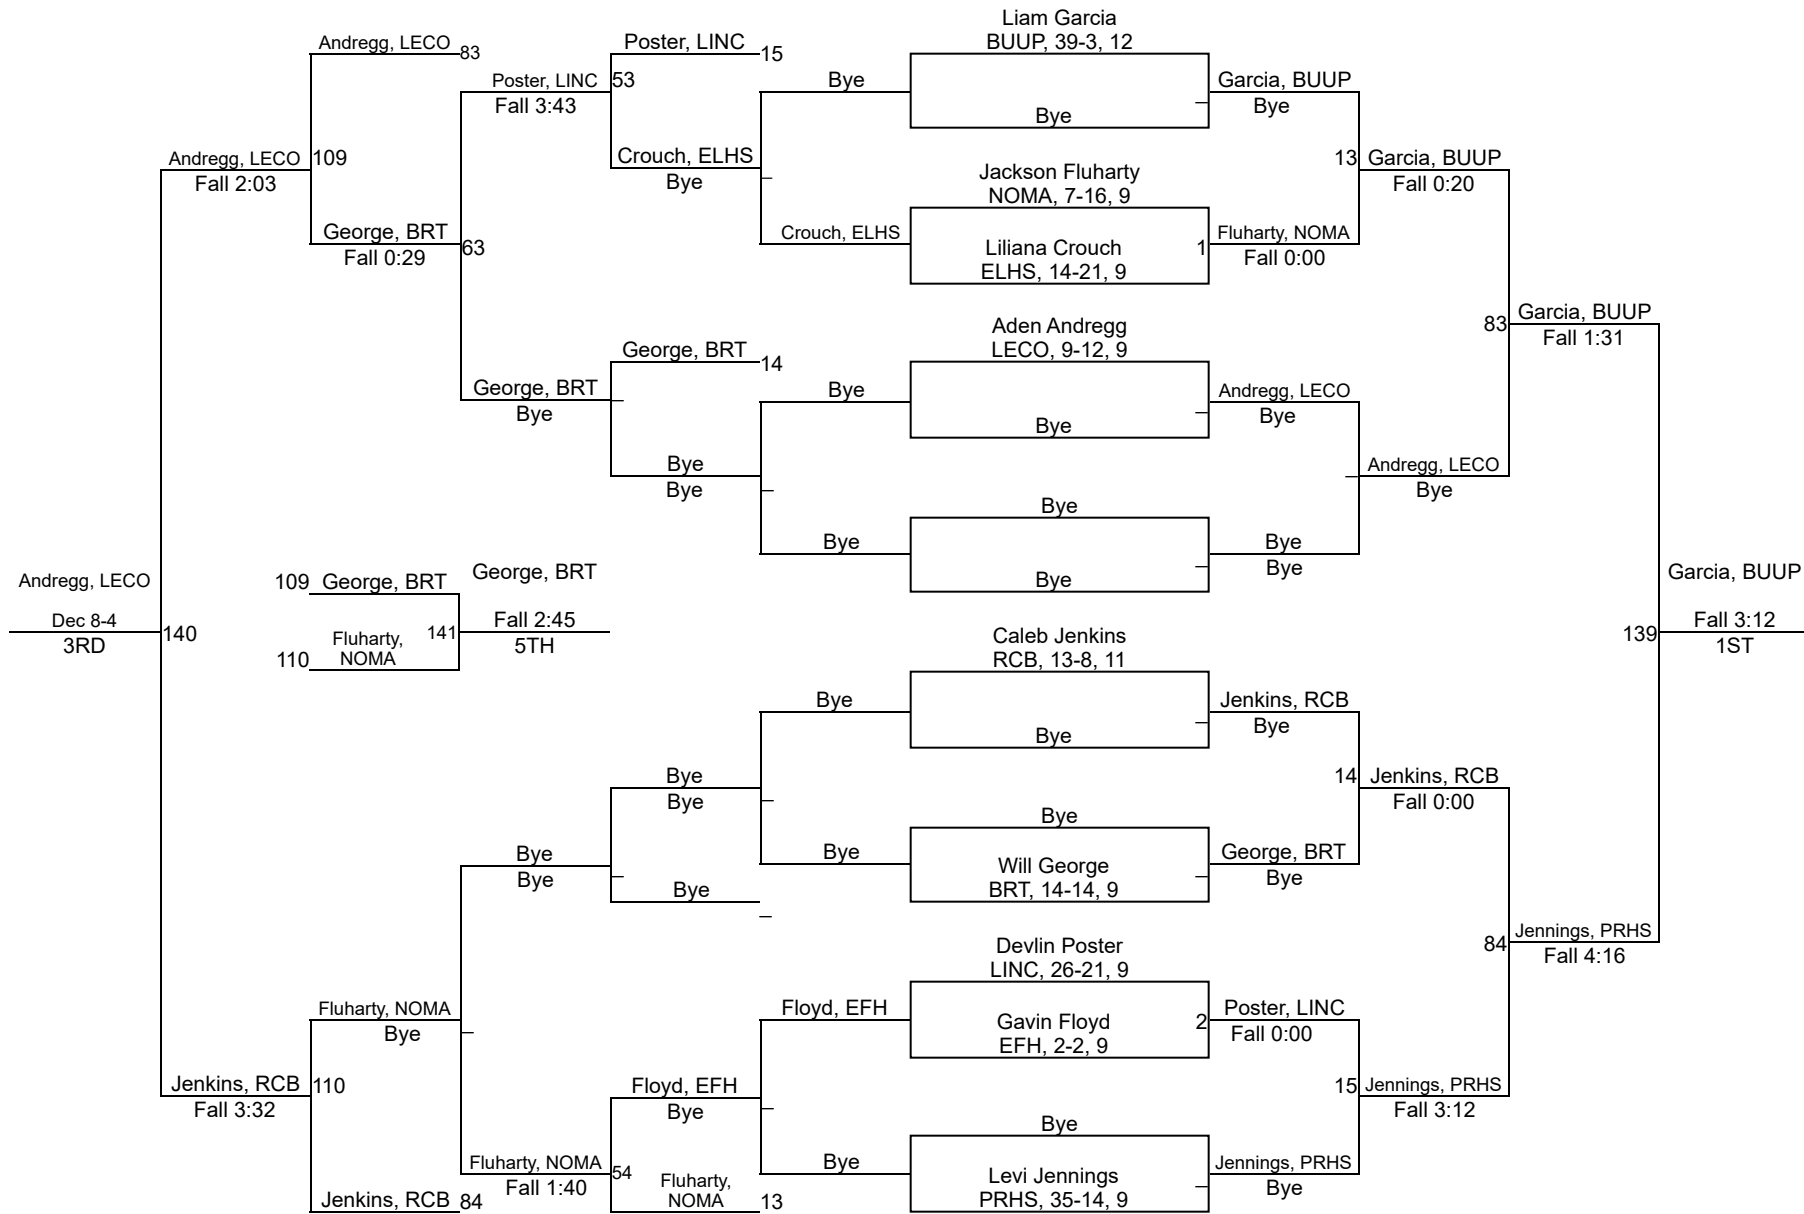 Liam Garcia
BUUP, 39-3, 12
Andregg, LECO
83
Poster, LINC
15
Poster, LINC
53
Fall 3:43
Bye
Garcia, BUUP
Bye
Bye
Andregg, LECO
109
Fall 2:03
Crouch, ELHS
Bye
13
Garcia, BUUP
Fall 0:20
Jackson Fluharty
NOMA, 7-16, 9
George, BRT
Fall 0:29
63
Crouch, ELHS
Liliana Crouch
ELHS, 14-21, 9
1
Fluharty, NOMA
Fall 0:00
Aden Andregg
LECO, 9-12, 9
83
Garcia, BUUP
Fall 1:31
George, BRT
14
George, BRT
Bye
Bye
Bye
Andregg, LECO
Bye
Bye
Bye
Andregg, LECO
Bye
Bye
Bye
Bye
Bye
Bye
Andregg, LECO
Dec 8-4
3RD
140
109
George, BRT
Fluharty,
NOMA
110
141
George, BRT
Fall 2:45
5TH
Garcia, BUUP
139
Fall 3:12
1ST
Caleb Jenkins
RCB, 13-8, 11
Bye
Bye
Jenkins, RCB
Bye
Bye
Bye
14
Jenkins, RCB
Fall 0:00
Bye
Bye
Bye
Bye
Will George
BRT, 14-14, 9
George, BRT
Bye
Bye
Devlin Poster
LINC, 26-21, 9
84
Jennings, PRHS
Fall 4:16
Fluharty, NOMA
Bye
Floyd, EFH
Gavin Floyd
EFH, 2-2, 9
2
Poster, LINC
Fall 0:00
Jenkins, RCB
110
Fall 3:32
Floyd, EFH
Bye
15
Jennings, PRHS
Fall 3:12
Bye
Fluharty, NOMA
54
Fall 1:40
Bye
Levi Jennings
PRHS, 35-14, 9
Jennings, PRHS
Bye
Jenkins, RCB
84
Fluharty,
NOMA
13